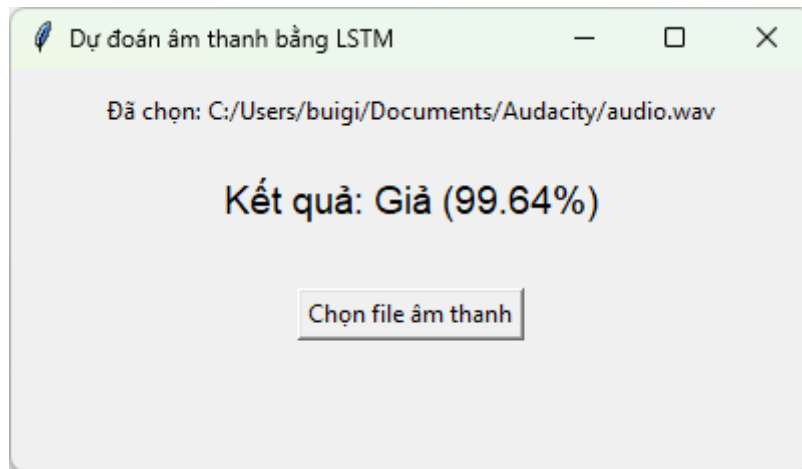 Dự đoán âm thanh bằng LSTM
Đã chọn: C:/Users/buigi/Documents/Audacity/audio.wav
Kết quả: Giả (99.64%)
Chọn file âm thanh